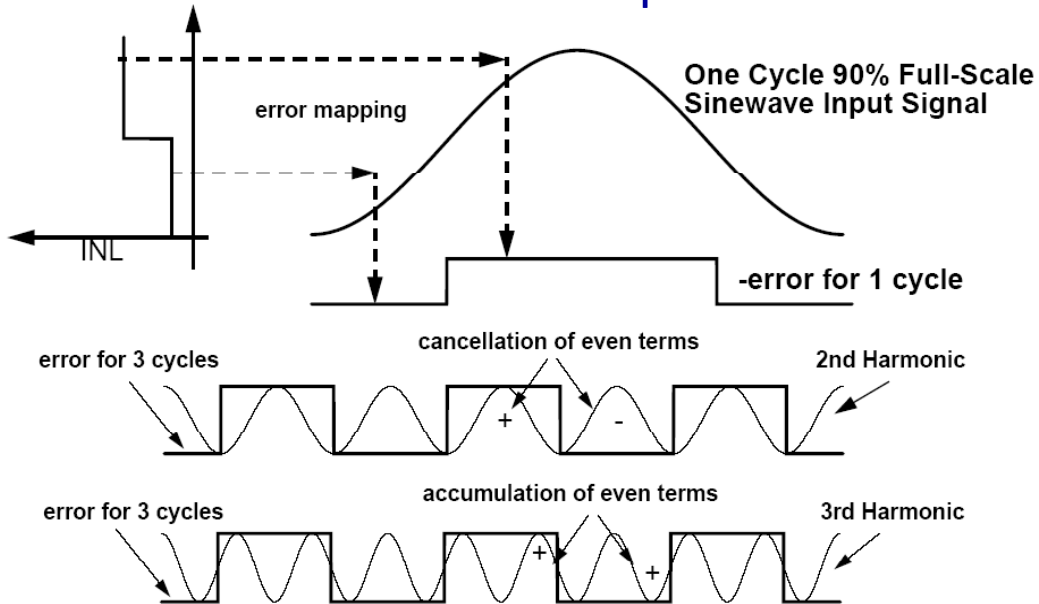 One Cycle 90% Full-Scale
Sinewave Input Signal
error mapping
INL
-error for 1 cycle
cancellation of even terms
error for 3 cycles
2nd Harmonic
+
-
accumulation of even terms
error for 3 cycles
3rd Harmonic
+
+